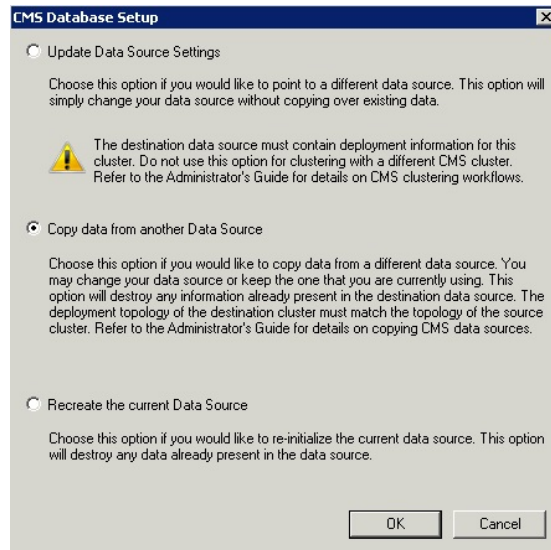 CMS Database Setup
Update Data Source Settings
Choose this option if you would like to point to a different data source. This option will
simply change your data source without copying over existing data.
The destination data source must contain deployment information for this
cluster. Do not use this option for clustering with a different CMS cluster.
Refer to the Administrator's Guide for details on CMS clustering workflows.
Copy data from another Data Source
Choose this option if you would like to copy data from a different data source. You
may change your data source or keep the one that you are currently using. This
option will destroy any information already present in the destination data source. The
deployment topology of the destination cluster must match the topology of the source
cluster. Refer to the Administrator's Guide for details on copying CMS data sources.
Recreate the current Data Source
Choose this option if you would like to re-initialize the current data source. This option
will destroy any data already present in the data source.
OK
Cancel